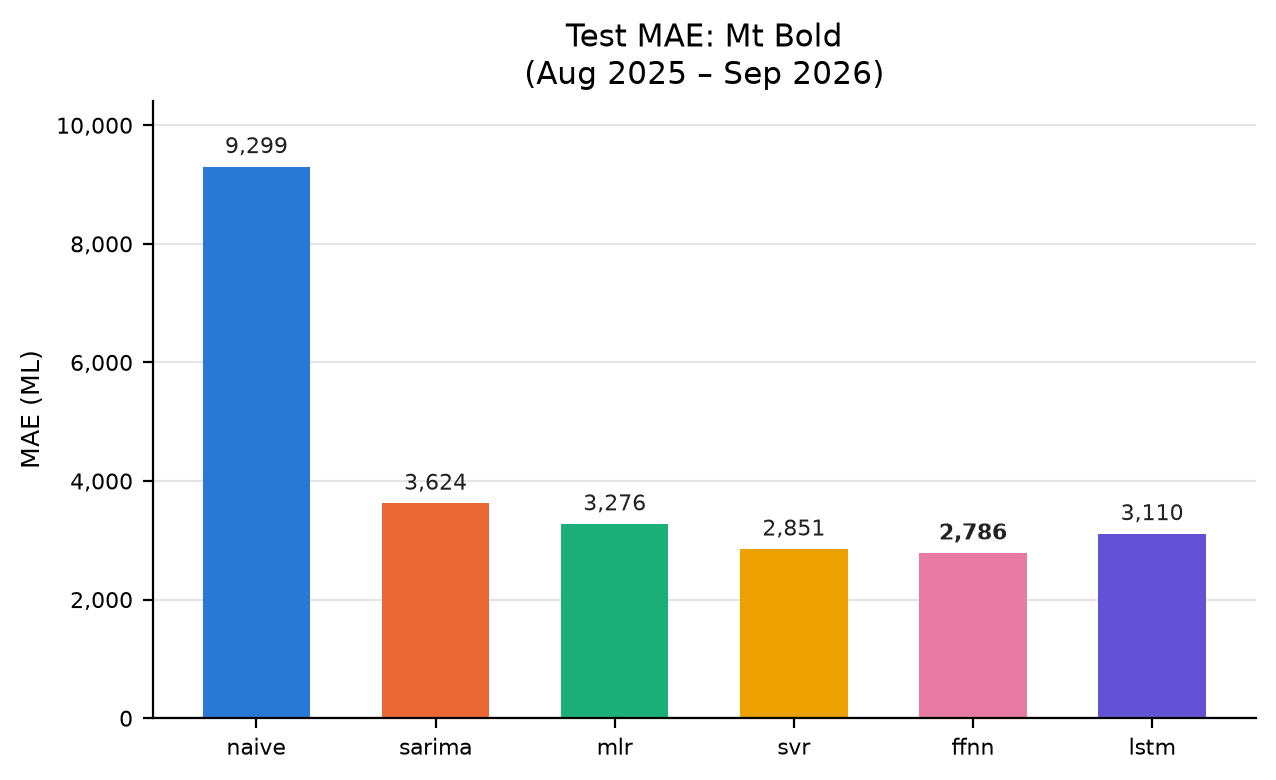 Test MAE: Mt Bold
(Aug 2025 – Sep 2026)
MAE (ML)
10,000
8,000
6,000
4,000
2,000
0
9,299
3,624
3,276
2,851
2,786
3,110
naive
sarima
mlr
svr
ffnn
lstm